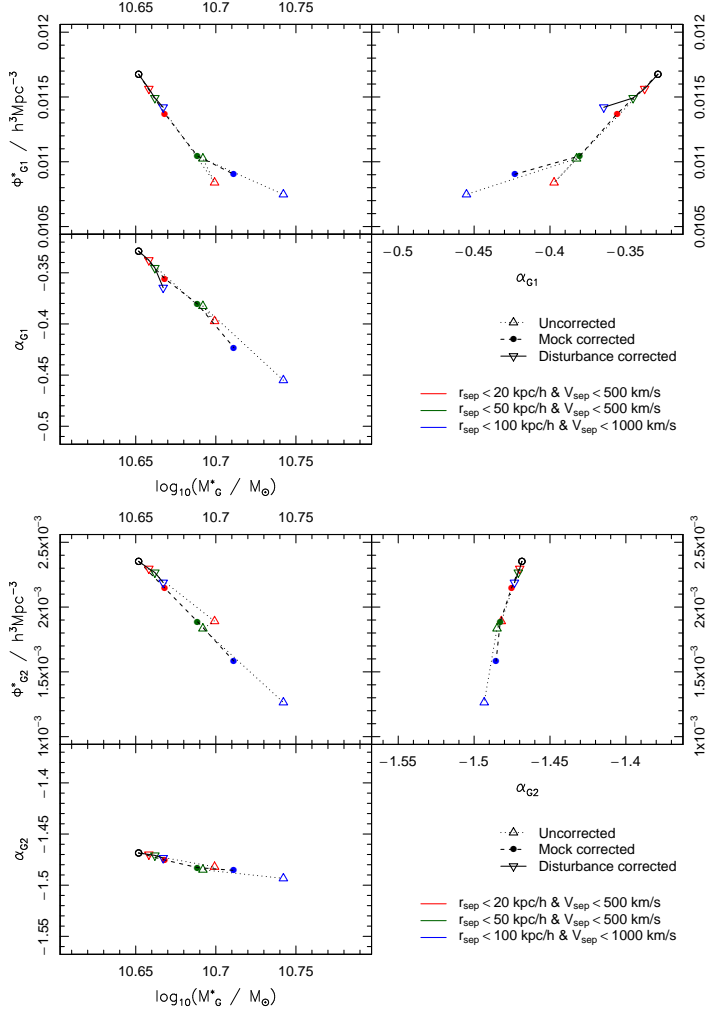 10.65 10.7 10.75
ϕ*G1 / h³Mpc⁻³
0.0105 0.011 0.0115 0.012
0.0105 0.011 0.0115 0.012
−0.5 −0.45 −0.4 −0.35
αG1
αG1
−0.5 −0.45 −0.4 −0.35
10.65 10.7 10.75
log₁₀(M*G / M⊙)
Uncorrected
Mock corrected
Disturbance corrected
rsep < 20 kpc/h & Vsep < 500 km/s
rsep < 50 kpc/h & Vsep < 500 km/s
rsep < 100 kpc/h & Vsep < 1000 km/s
10.65 10.7 10.75
ϕ*G2 / h³Mpc⁻³
1x10⁻³ 1.5x10⁻³ 2x10⁻³ 2.5x10⁻³
1x10⁻³ 1.5x10⁻³ 2x10⁻³ 2.5x10⁻³
−1.55 −1.5 −1.45 −1.4
αG2
αG2
−1.55 −1.5 −1.45 −1.4
10.65 10.7 10.75
log₁₀(M*G / M⊙)
Uncorrected
Mock corrected
Disturbance corrected
rsep < 20 kpc/h & Vsep < 500 km/s
rsep < 50 kpc/h & Vsep < 500 km/s
rsep < 100 kpc/h & Vsep < 1000 km/s